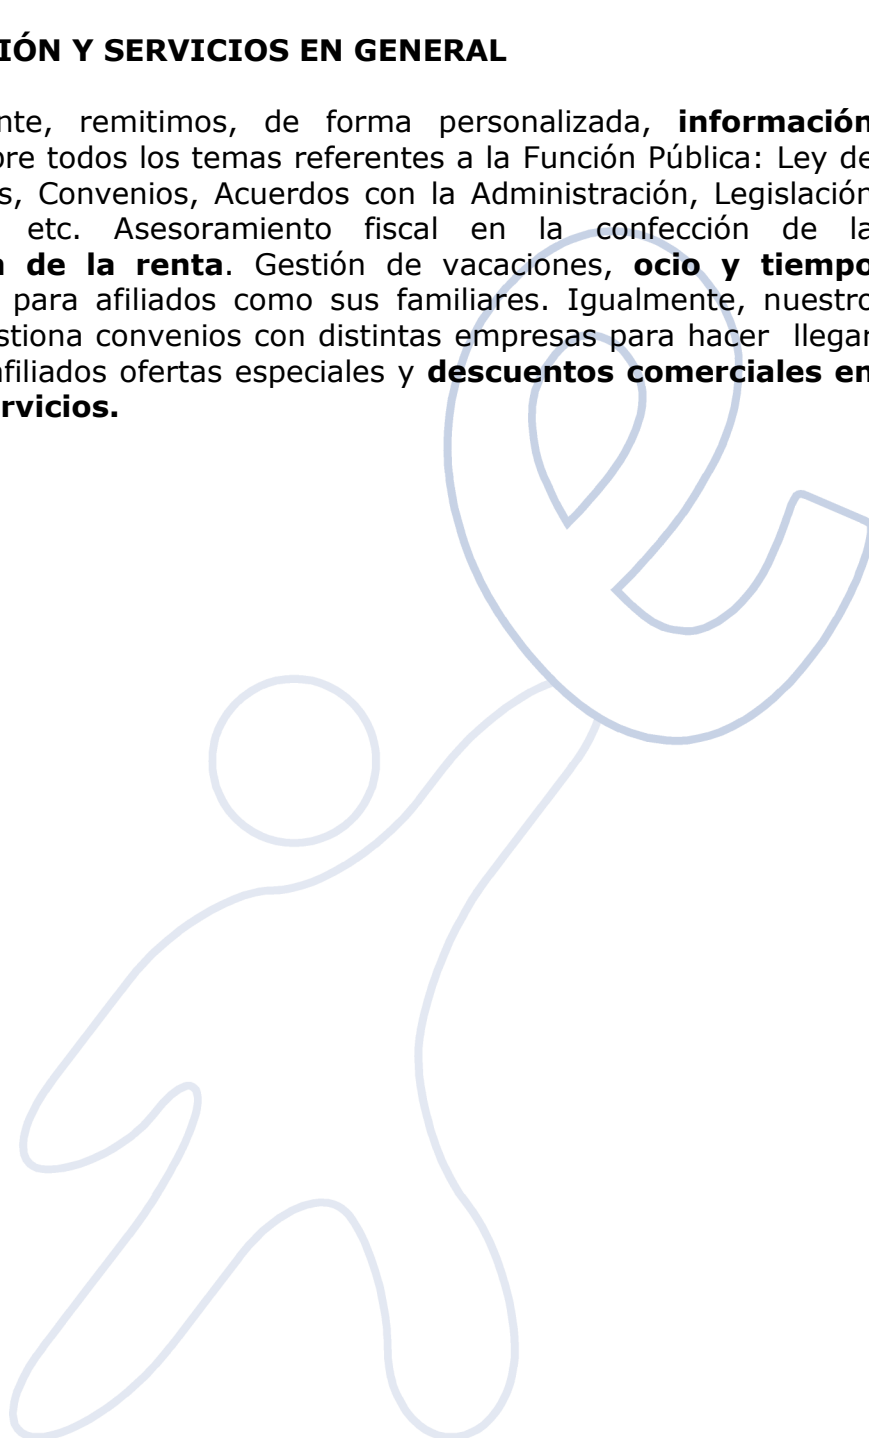 IÓN Y SERVICIOS EN GENERAL
nte, remitimos, de forma personalizada, información
bre todos los temas referentes a la Función Pública: Ley de
s, Convenios, Acuerdos con la Administración, Legislación
etc. Asesoramiento fiscal en la confección de la
n de la renta. Gestión de vacaciones, ocio y tiempo
para afiliados como sus familiares. Igualmente, nuestro
stiona convenios con distintas empresas para hacer llegar
afiliados ofertas especiales y descuentos comerciales en
rvicios.